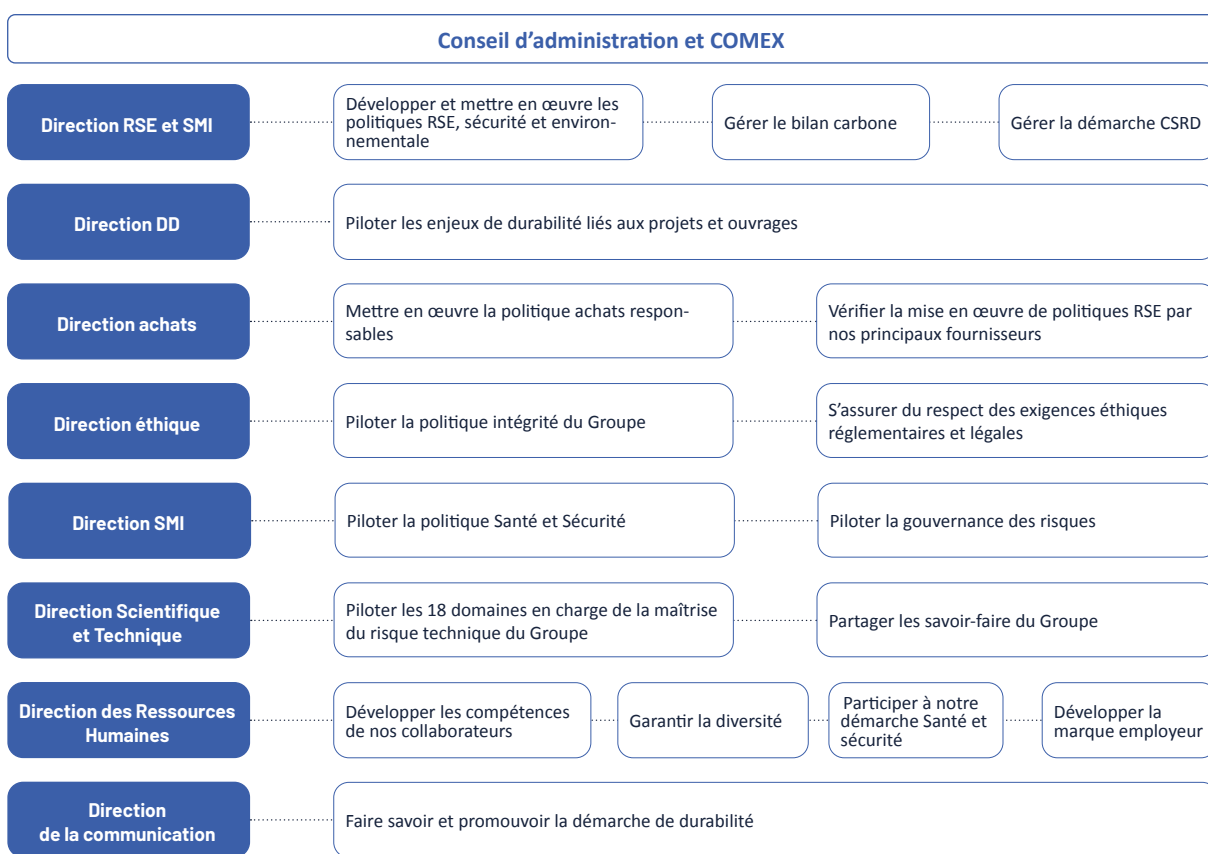 Conseil d’administration et COMEX
Direction RSE et SMI
Développer et mettre en œuvre les
politiques RSE, sécurité et environ-
nementale
Gérer le bilan carbone
Gérer la démarche CSRD
Direction DD
Piloter les enjeux de durabilité liés aux projets et ouvrages
Direction achats
Mettre en œuvre la politique achats respon-
sables
Vérifier la mise en œuvre de politiques RSE par
nos principaux fournisseurs
Direction éthique
Piloter la politique intégrité du Groupe
S’assurer du respect des exigences éthiques
réglementaires et légales
Direction SMI
Piloter la politique Santé et Sécurité
Piloter la gouvernance des risques
Direction Scientifique
et Technique
Piloter les 18 domaines en charge de la maîtrise
du risque technique du Groupe
Partager les savoir-faire du Groupe
Direction des Ressources
Humaines
Développer les compétences
de nos collaborateurs
Garantir la diversité
Participer à notre
démarche Santé et
sécurité
Développer la
marque employeur
Direction
de la communication
Faire savoir et promouvoir la démarche de durabilité